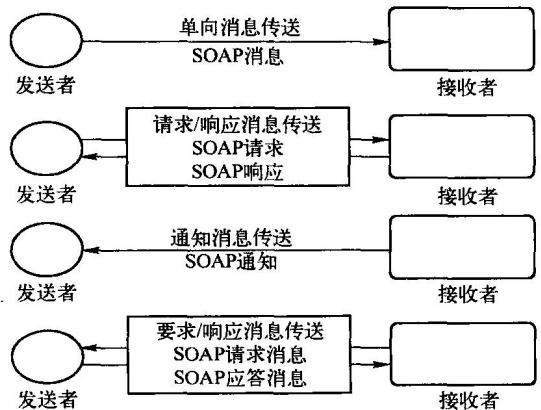 单向消息传送
SOAP消息
发送者
接收者
请求/响应消息传送
SOAP请求
SOAP响应
发送者
接收者
通知消息传送
SOAP通知
发送者
接收者
要求/响应消息传送
SOAP请求消息
SOAP应答消息
发送者
接收者